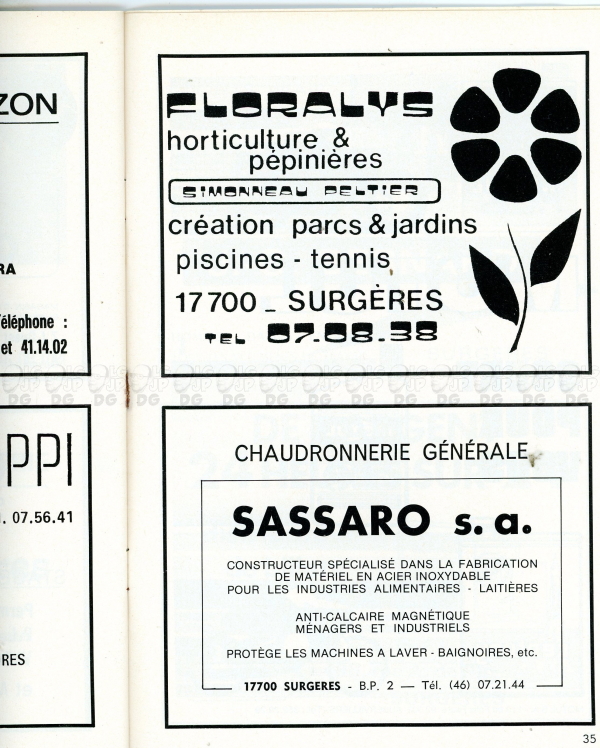 ZON
RA
éléphone :
et 41.14.02
PPI
. 07.56.41
RES
FLORALYS
horticulture &
pépinières
SIMONNEAU PELTIER
création parcs & jardins
piscines - tennis
17700 _ SURGÈRES
TEL 07.08.38
CHAUDRONNERIE GÉNÉRALE
SASSARO s. a.
CONSTRUCTEUR SPÉCIALISÉ DANS LA FABRICATION
DE MATÉRIEL EN ACIER INOXYDABLE
POUR LES INDUSTRIES ALIMENTAIRES - LAITIÈRES
ANTI-CALCAIRE MAGNÉTIQUE
MÉNAGERS ET INDUSTRIELS
PROTÈGE LES MACHINES A LAVER - BAIGNOIRES, etc.
17700 SURGERES - B.P. 2 — Tél. (46) 07.21.44
35